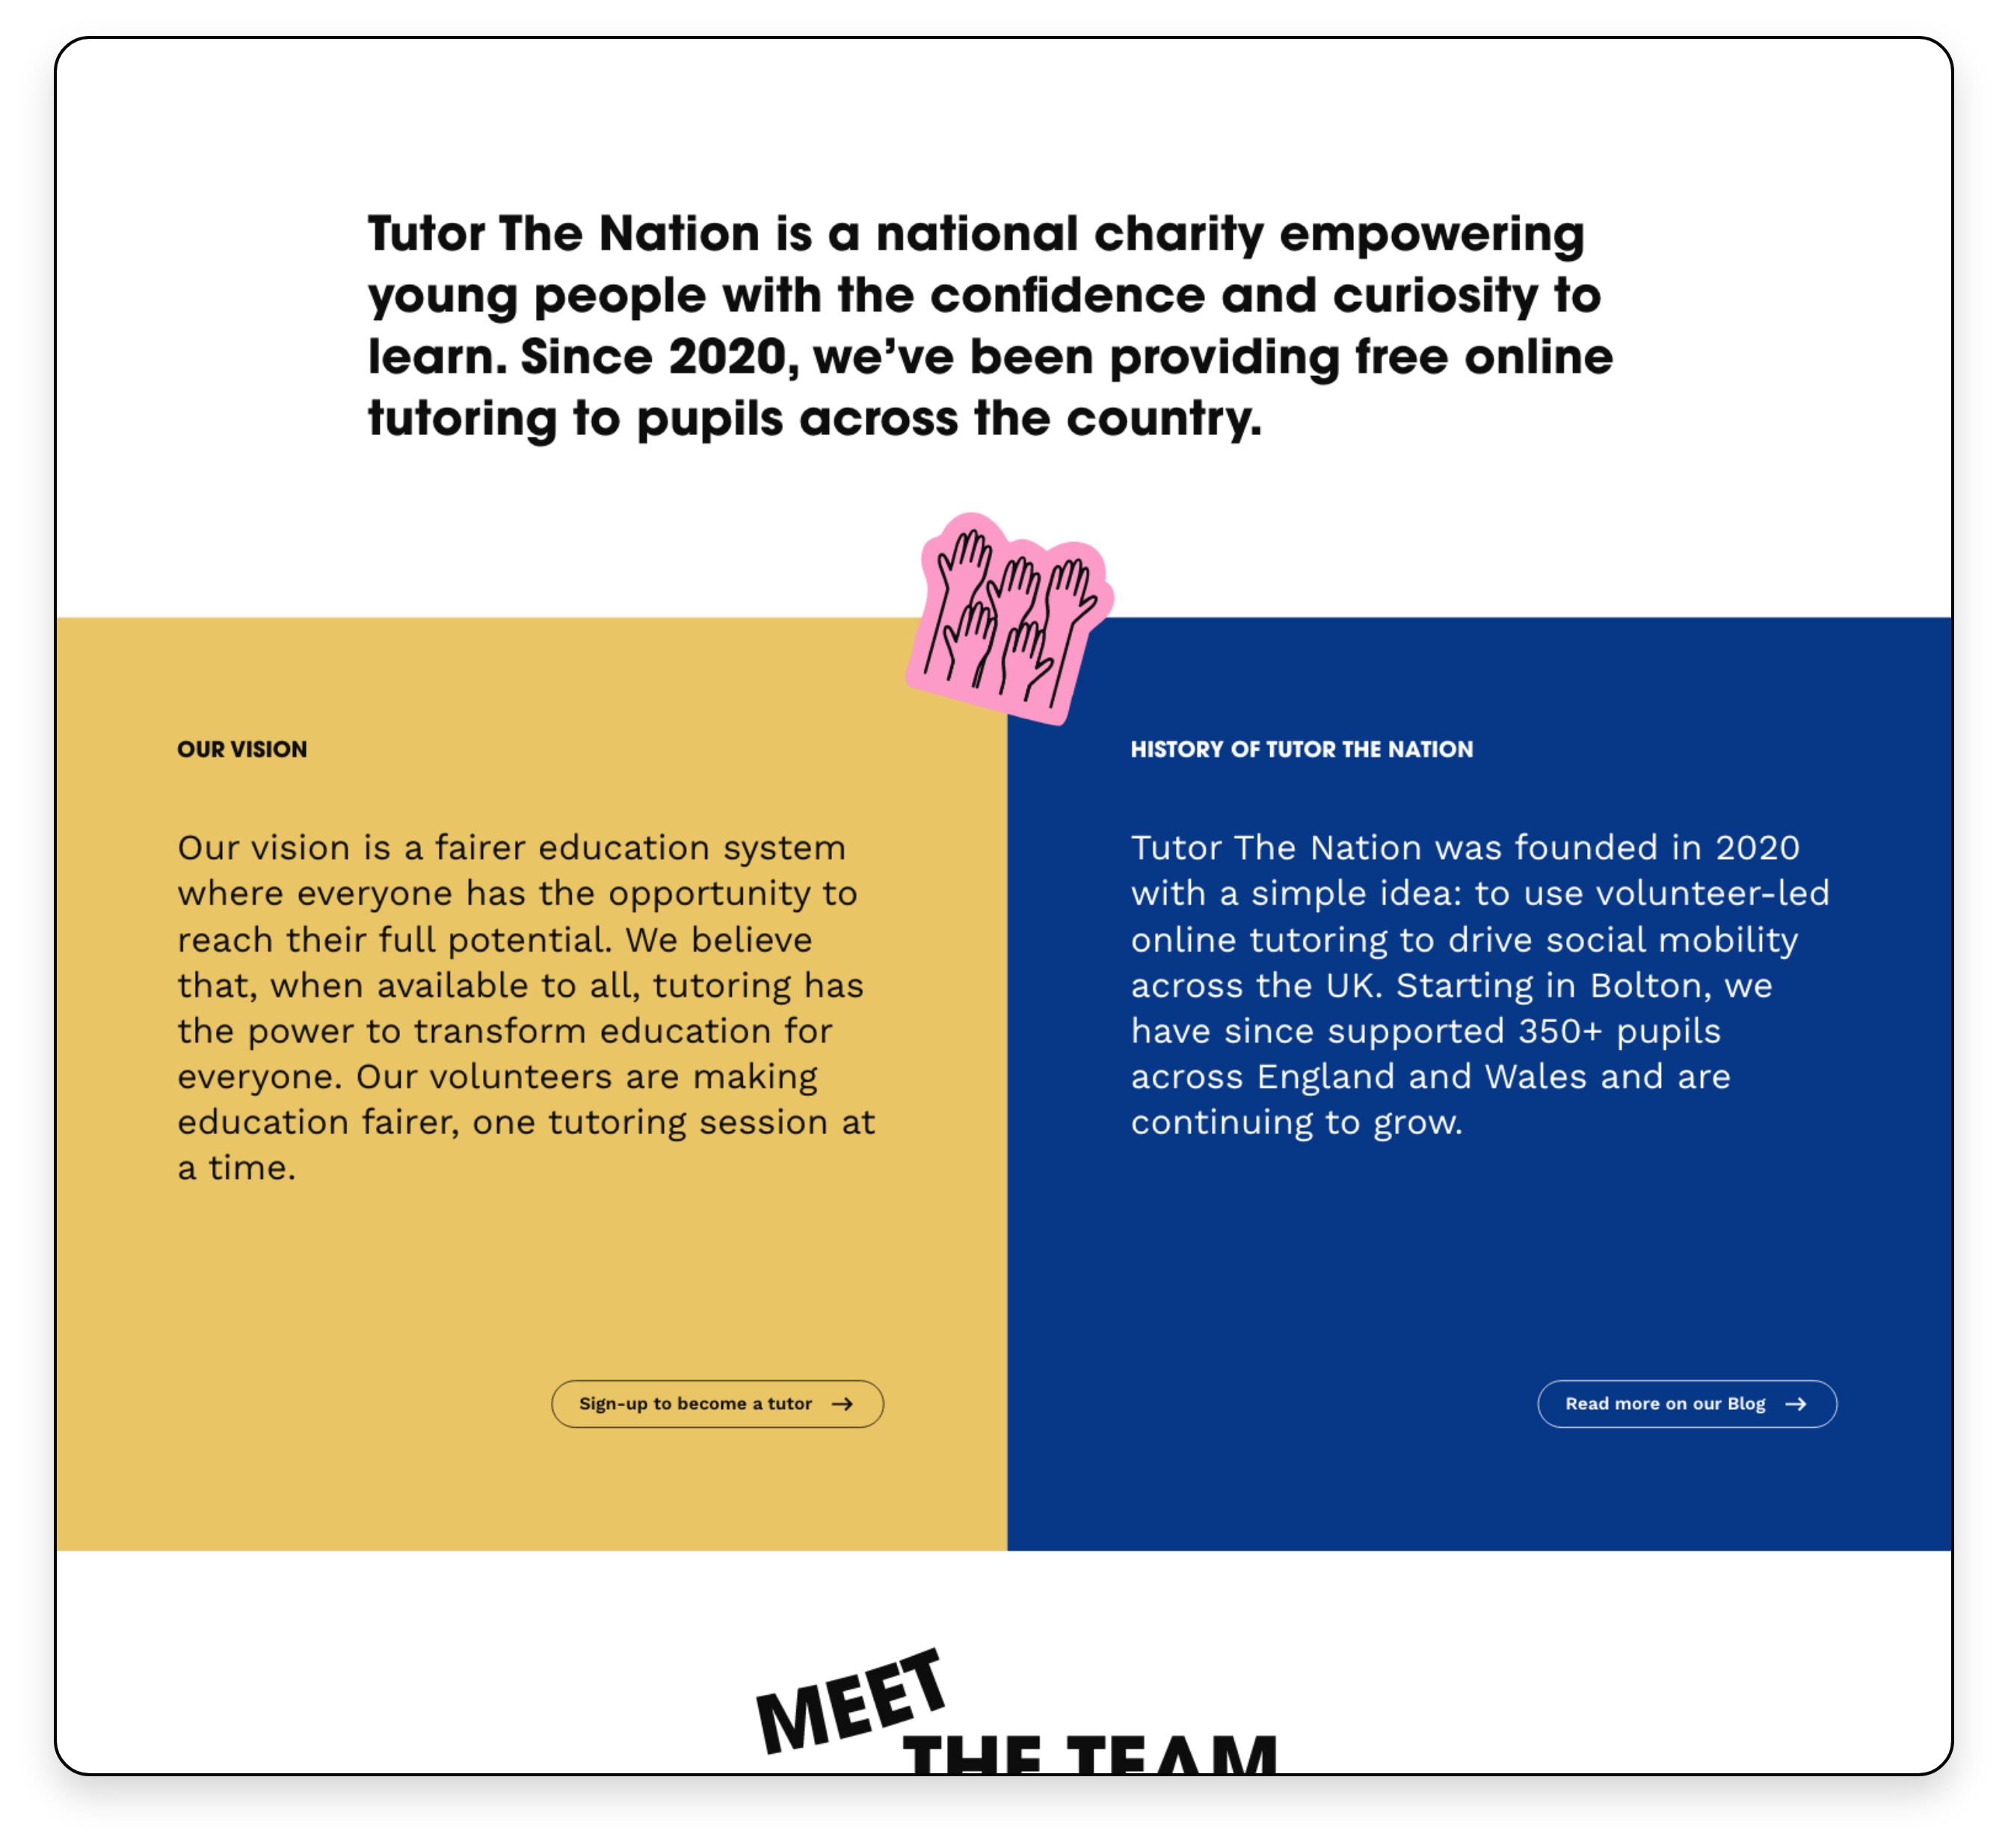 Tutor The Nation is a national charity empowering
young people with the confidence and curiosity to
learn. Since 2020, we’ve been providing free online
tutoring to pupils across the country.
OUR VISION
Our vision is a fairer education system
where everyone has the opportunity to
reach their full potential. We believe
that, when available to all, tutoring has
the power to transform education for
everyone. Our volunteers are making
education fairer, one tutoring session at
a time.
Sign-up to become a tutor
HISTORY OF TUTOR THE NATION
Tutor The Nation was founded in 2020
with a simple idea: to use volunteer-led
online tutoring to drive social mobility
across the UK. Starting in Bolton, we
have since supported 350+ pupils
across England and Wales and are
continuing to grow.
Read more on our Blog
MEET
THE TEAM